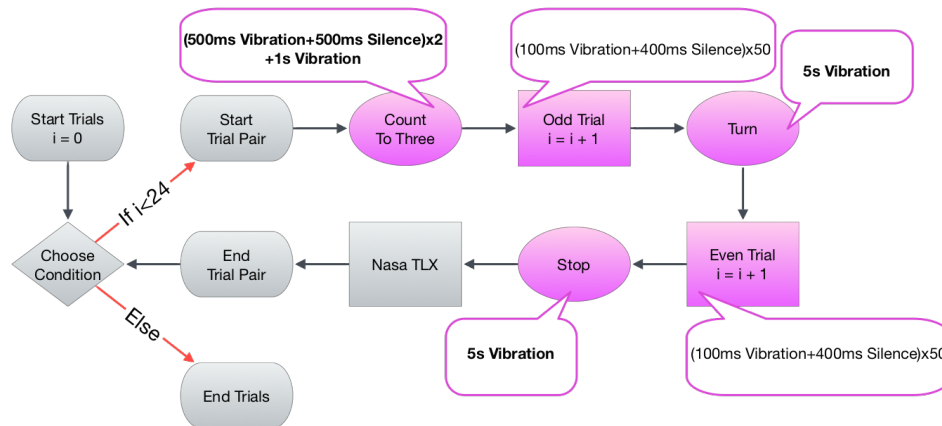 (500ms Vibration+500ms Silence)x2
+1s Vibration
(100ms Vibration+400ms Silence)x50
5s Vibration
Start Trials
i = 0
Start
Trial Pair
Count
To Three
Odd Trial
i = i + 1
Turn
If i<24
Choose
Condition
End
Trial Pair
Nasa TLX
Stop
Even Trial
i = i + 1
Else
End Trials
5s Vibration
(100ms Vibration+400ms Silence)x50